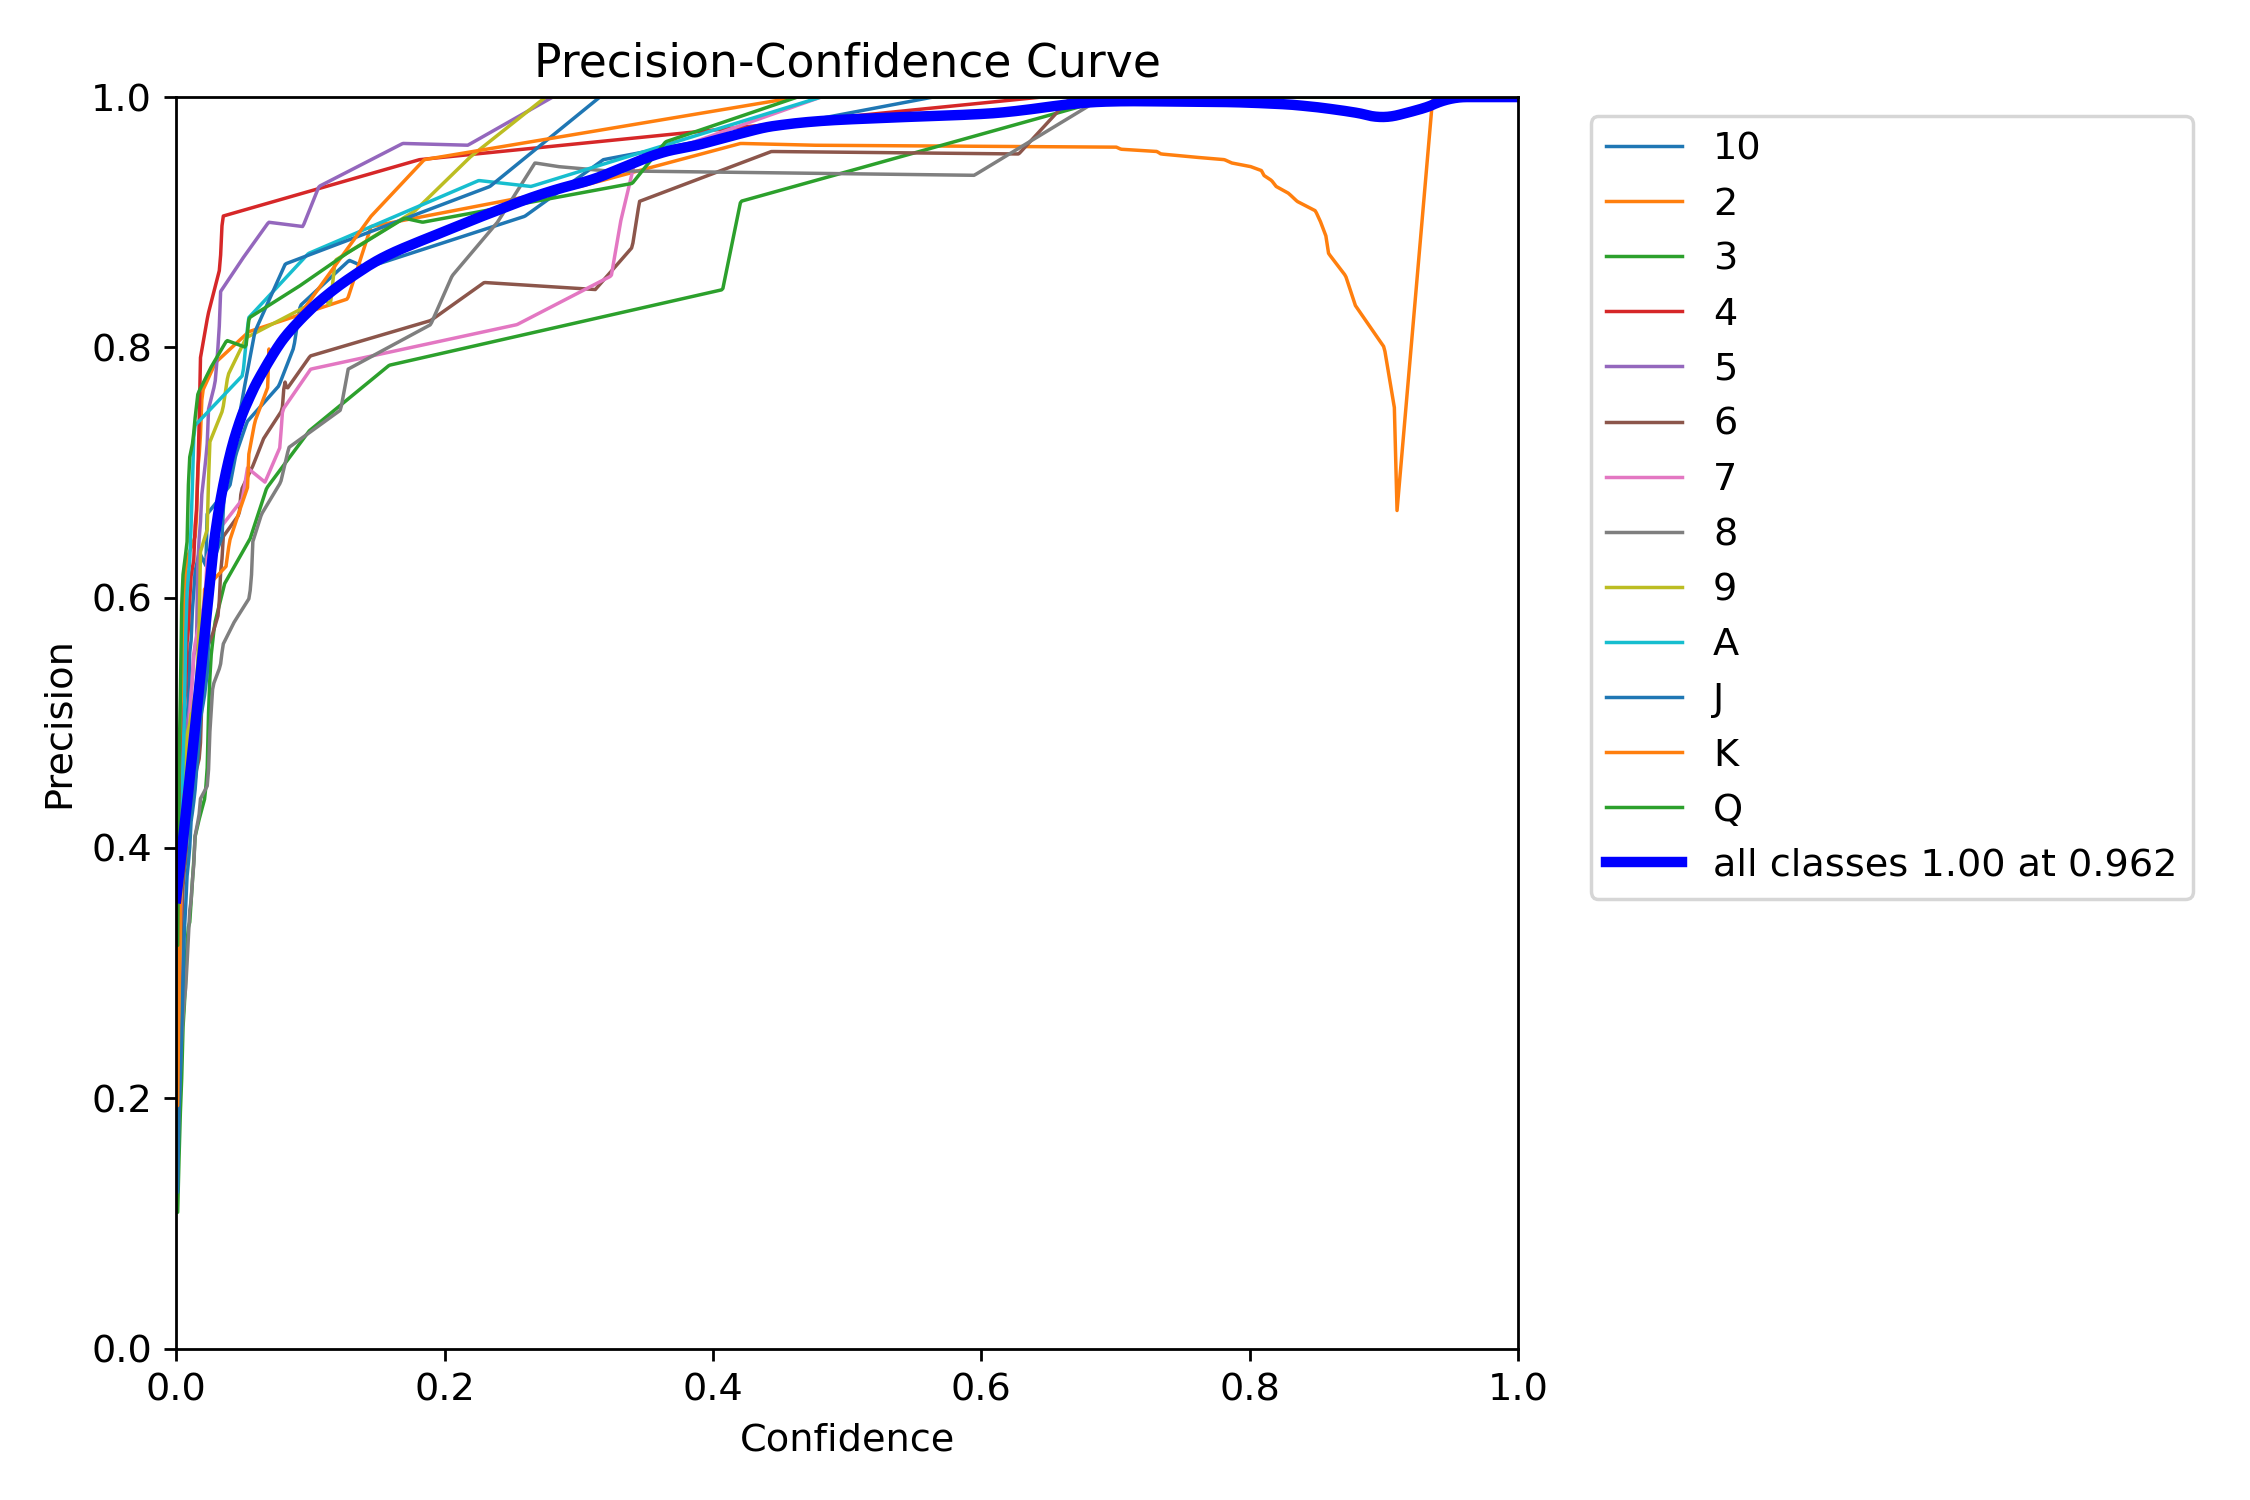 Precision-Confidence Curve
1.0
0.8
0.6
0.4
0.2
0.0
Precision
0.0 0.2 0.4 0.6 0.8 1.0
Confidence
10
2
3
4
5
6
7
8
9
A
J
K
Q
all classes 1.00 at 0.962